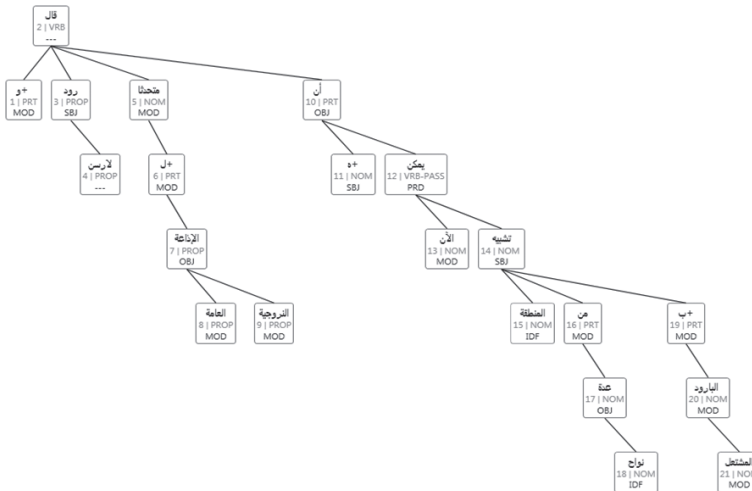 قال
2 | VRB
---
و+
1 | PRT
MOD
رود
3 | PROP
SBJ
متحدثا
5 | NOM
MOD
أن
10 | PRT
OBJ
لارسن
4 | PROP
---
ل+
6 | PRT
MOD
ه+
11 | NOM
SBJ
يمكن
12 | VRB-PASS
PRD
الإذاعة
7 | PROP
OBJ
الآن
13 | NOM
MOD
تشبيه
14 | NOM
SBJ
العامة
8 | PROP
MOD
النروجية
9 | PROP
MOD
المنطقة
15 | NOM
IDF
من
16 | PRT
MOD
ب+
19 | PRT
MOD
عدة
17 | NOM
OBJ
البارود
20 | NOM
MOD
نواح
18 | NOM
IDF
المشتعل
21 | NOM
MOD